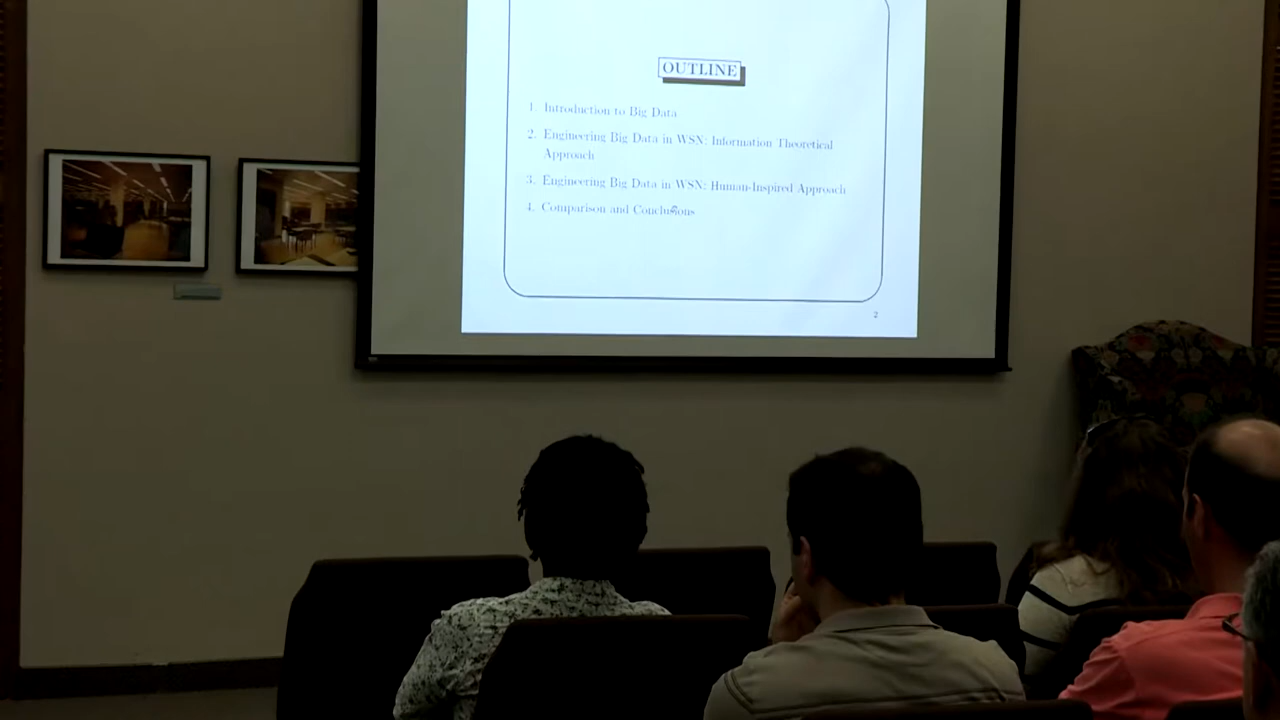 OUTLINE
1. Introduction to Big Data
2. Engineering Big Data in WSN: Information Theoretical
Approach
3. Engineering Big Data in WSN: Human-Inspired Approach
4. Comparison and Conclusions
2